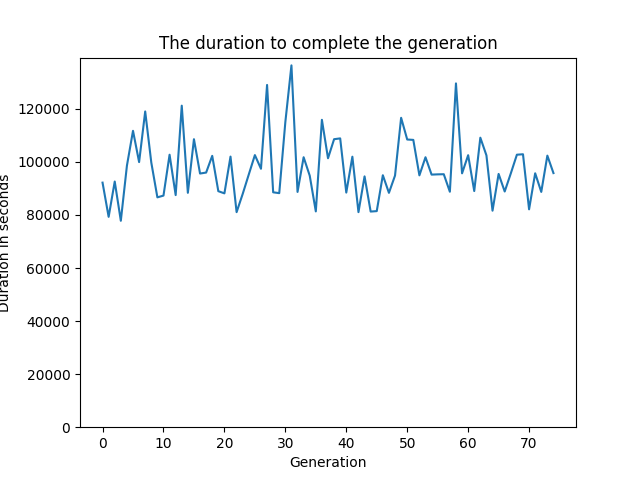 The duration to complete the generation
Duration in seconds
120000
100000
80000
60000
40000
20000
0
0 10 20 30 40 50 60 70
Generation